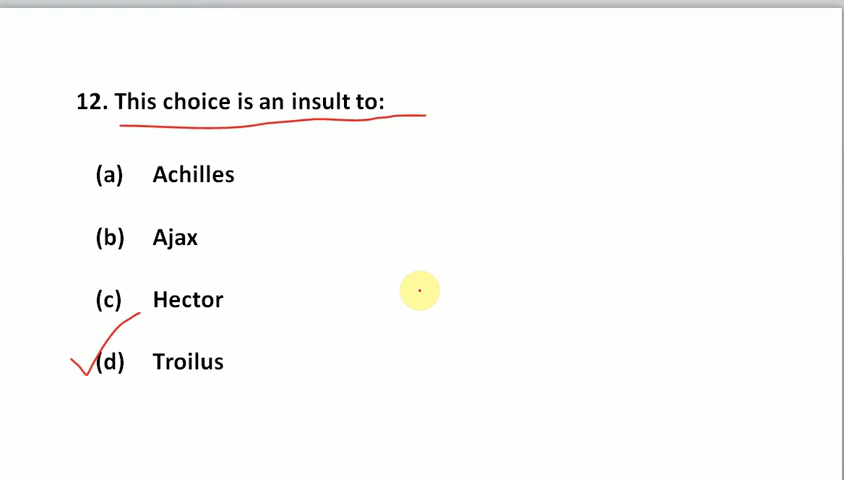 12. This choice is an insult to:
(a) Achilles
(b) Ajax
(c) Hector
(d) Troilus